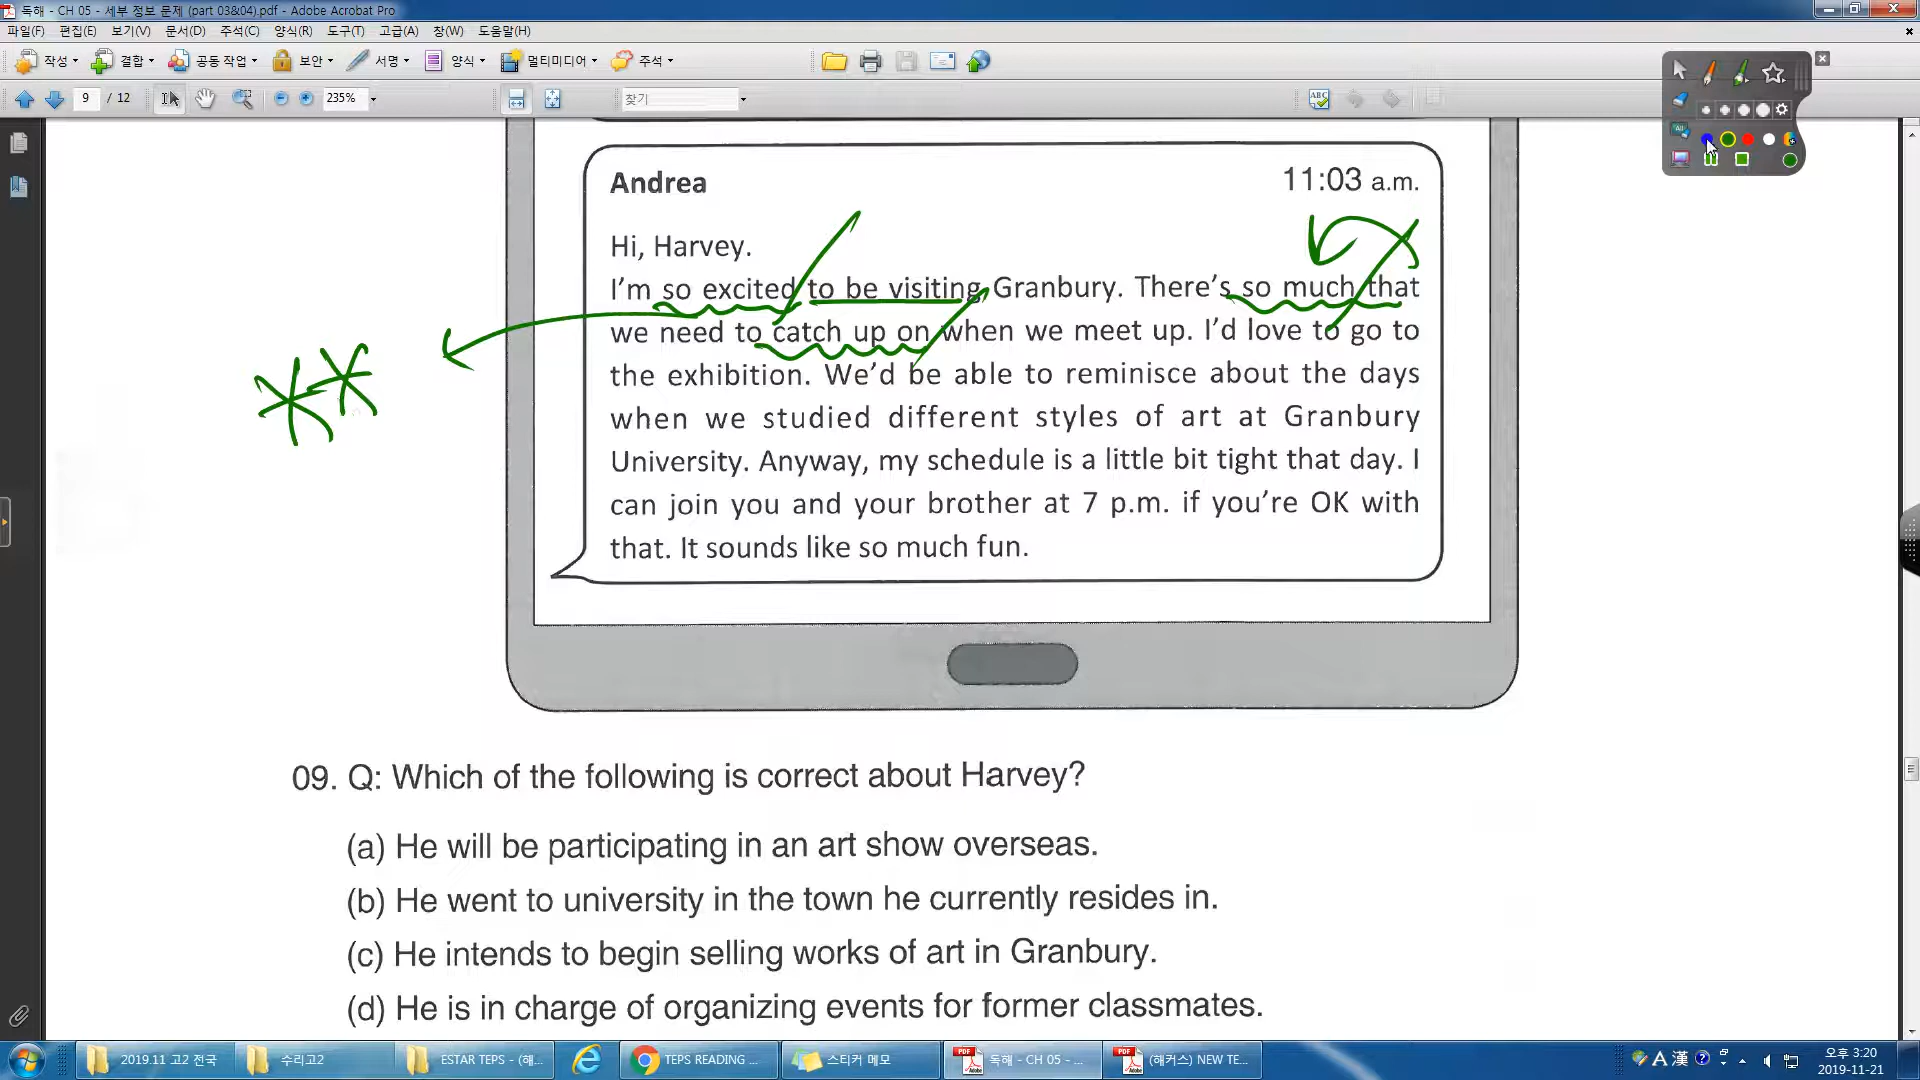 독해 - CH 05 - 세부 정보 문제 (part 03&04).pdf - Adobe Acrobat Pro
파일(F) 편집(E) 보기(V) 문서(D) 주석(C) 양식(R) 도구(T) 고급(A) 창(W) 도움말(H)
작성 결합 공동 작업 보안 서명 양식 멀티미디어 주석
9 / 12 235% 찾기
Andrea 11:03 a.m.
Hi, Harvey.
I'm so excited to be visiting Granbury. There's so much that
we need to catch up on when we meet up. I'd love to go to
the exhibition. We'd be able to reminisce about the days
when we studied different styles of art at Granbury
University. Anyway, my schedule is a little bit tight that day. I
can join you and your brother at 7 p.m. if you're OK with
that. It sounds like so much fun.
09. Q: Which of the following is correct about Harvey?
(a) He will be participating in an art show overseas.
(b) He went to university in the town he currently resides in.
(c) He intends to begin selling works of art in Granbury.
(d) He is in charge of organizing events for former classmates.
2019.11 고2 전국 수리고2 ESTAR TEPS - (해... TEPS READING ... 스티커 메모 독해 - CH 05 - ... (해커스) NEW TE... A 漢 오후 3:20
2019-11-21